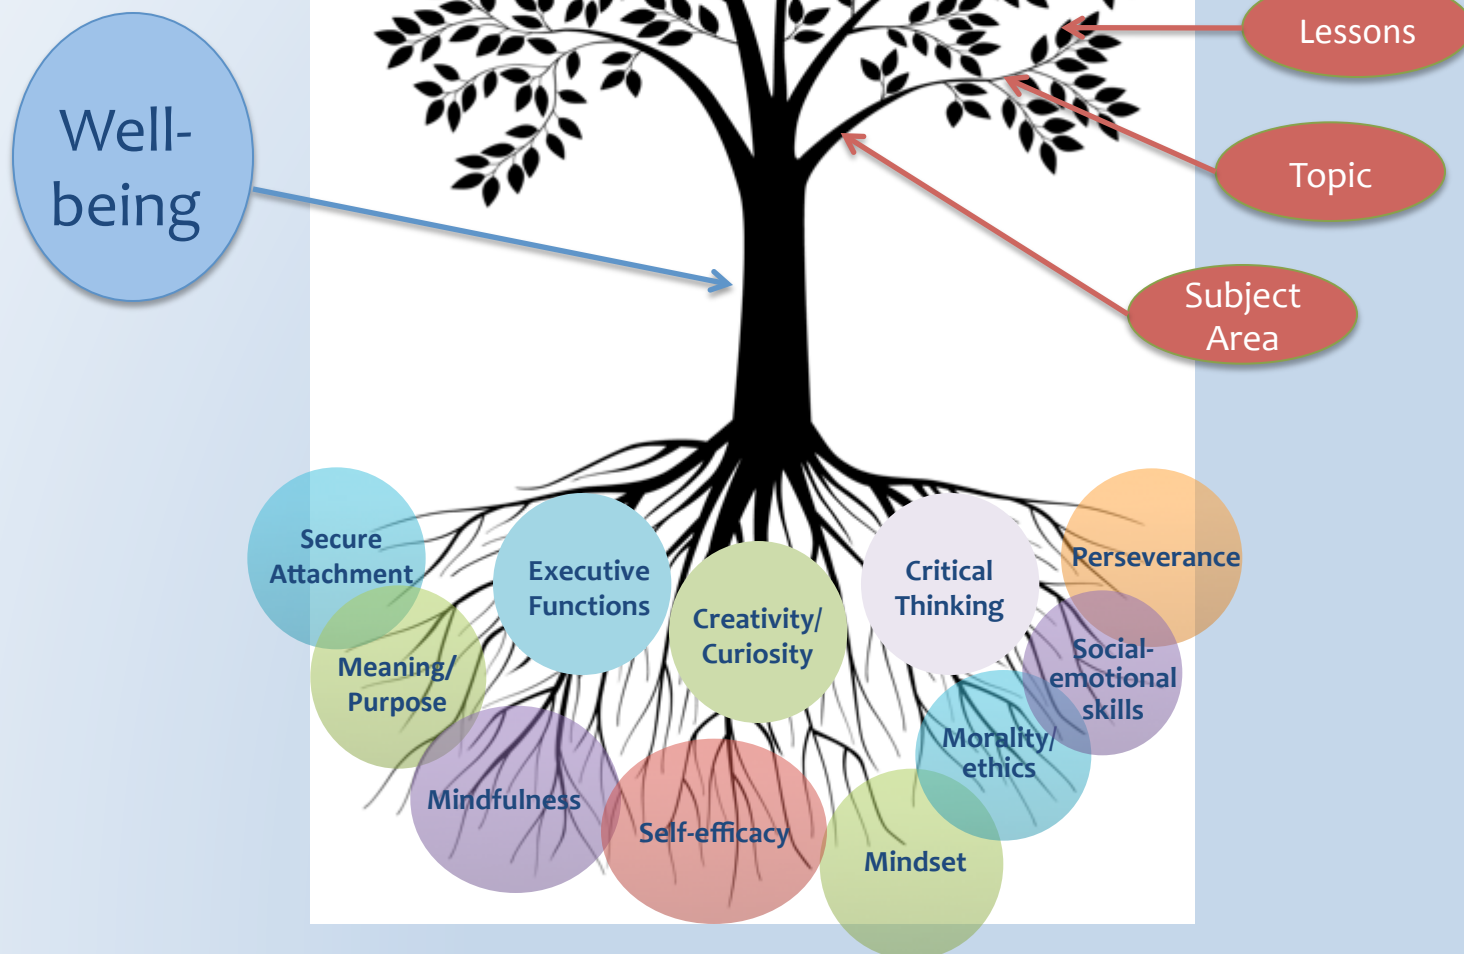 Lessons
Well-
being
Topic
Subject
Area
Secure
Attachment
Executive
Functions
Creativity/
Curiosity
Critical
Thinking
Perseverance
Meaning/
Purpose
Social-
emotional
skills
Mindfulness
Self-efficacy
Morality/
ethics
Mindset